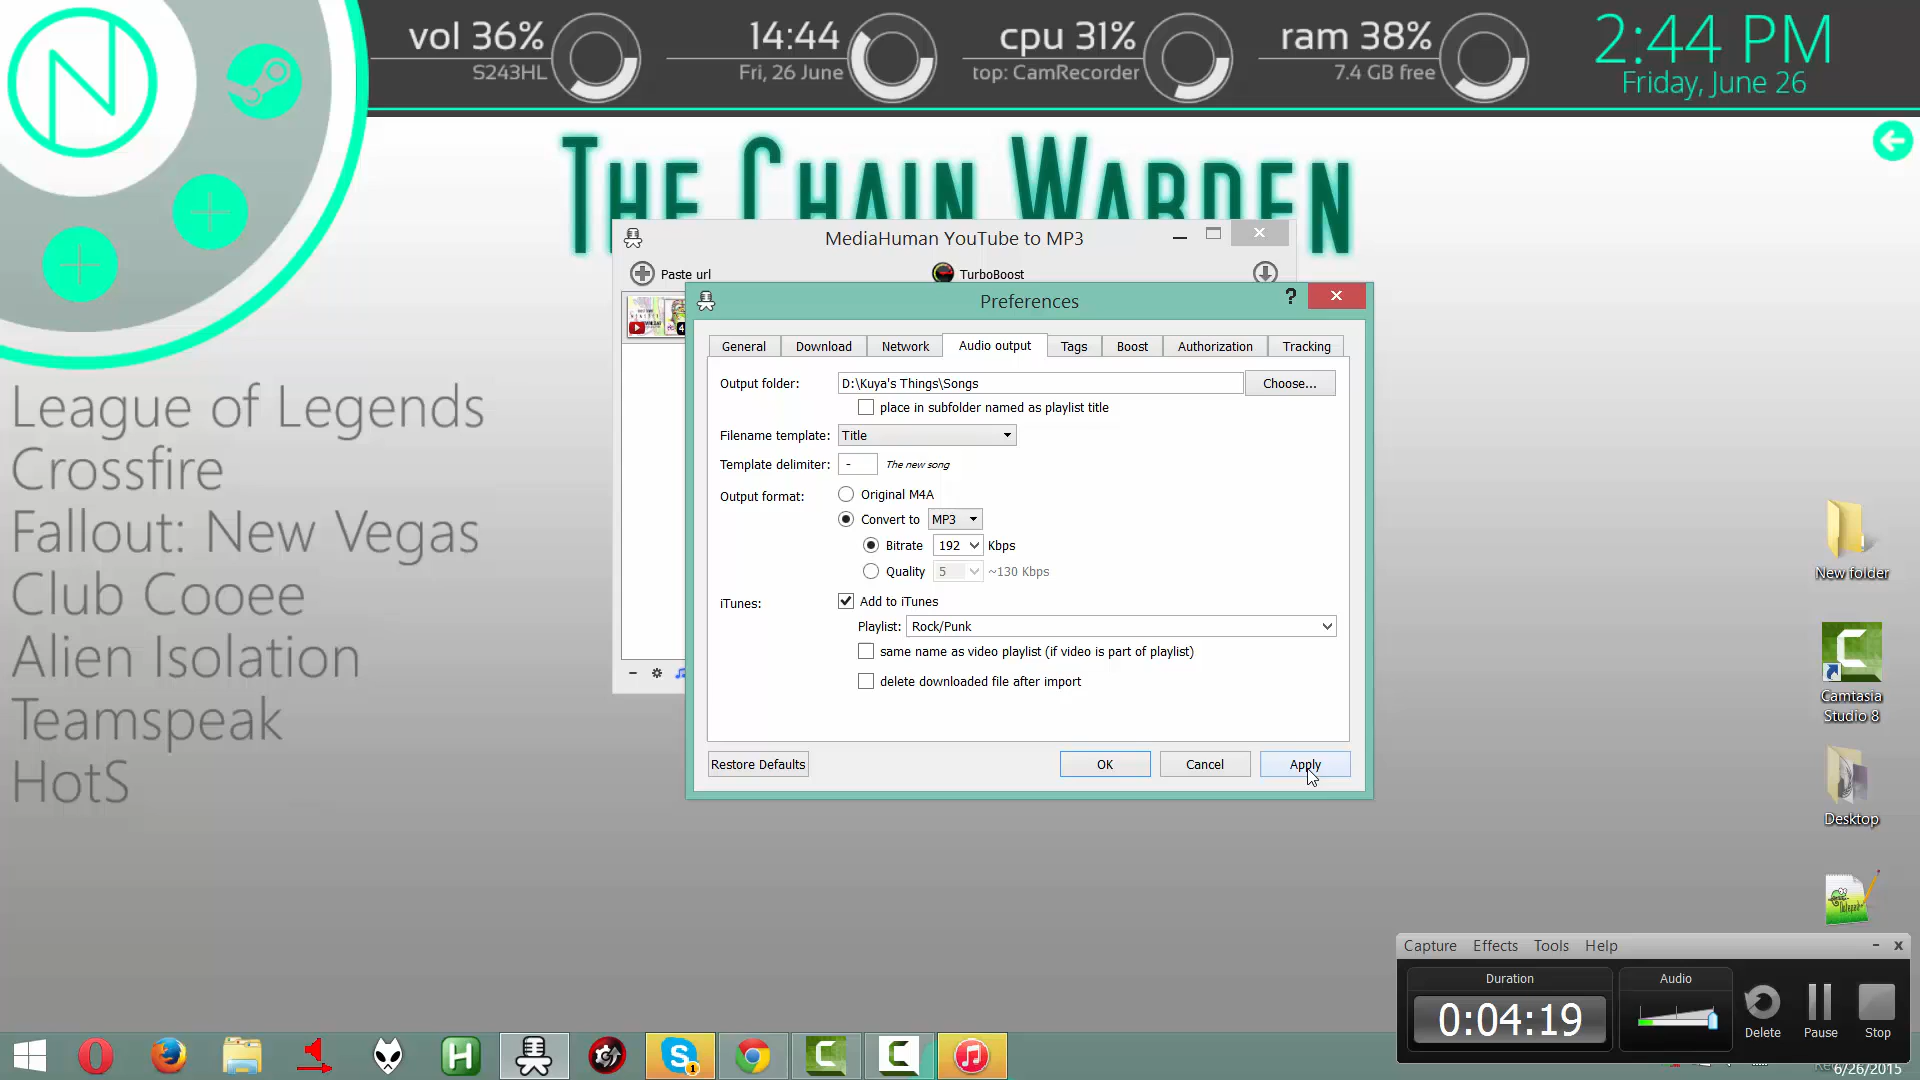 vol 36%
S243HL
14:44
Fri, 26 June
cpu 31%
top: CamRecorder
ram 38%
7.4 GB free
2:44 PM
Friday, June 26
THE CHAIN WARDEN
MediaHuman YouTube to MP3
Paste url
TurboBoost
Preferences
?
General
Download
Network
Audio output
Tags
Boost
Authorization
Tracking
Output folder:
D:\Kuya's Things\Songs
Choose...
place in subfolder named as playlist title
Filename template:
Title
Template delimiter:
-
The new song
Output format:
Original M4A
Convert to
MP3
Bitrate
192
Kbps
Quality
5
~130 Kbps
iTunes:
Add to iTunes
Playlist:
Rock/Punk
same name as video playlist (if video is part of playlist)
delete downloaded file after import
Restore Defaults
OK
Cancel
Apply
League of Legends
Crossfire
Fallout: New Vegas
Club Cooee
Alien Isolation
Teamspeak
HotS
New folder
Camtasia
Studio 8
Desktop
Capture
Effects
Tools
Help
Duration
0:04:19
Audio
Delete
Pause
Stop
6/26/2015